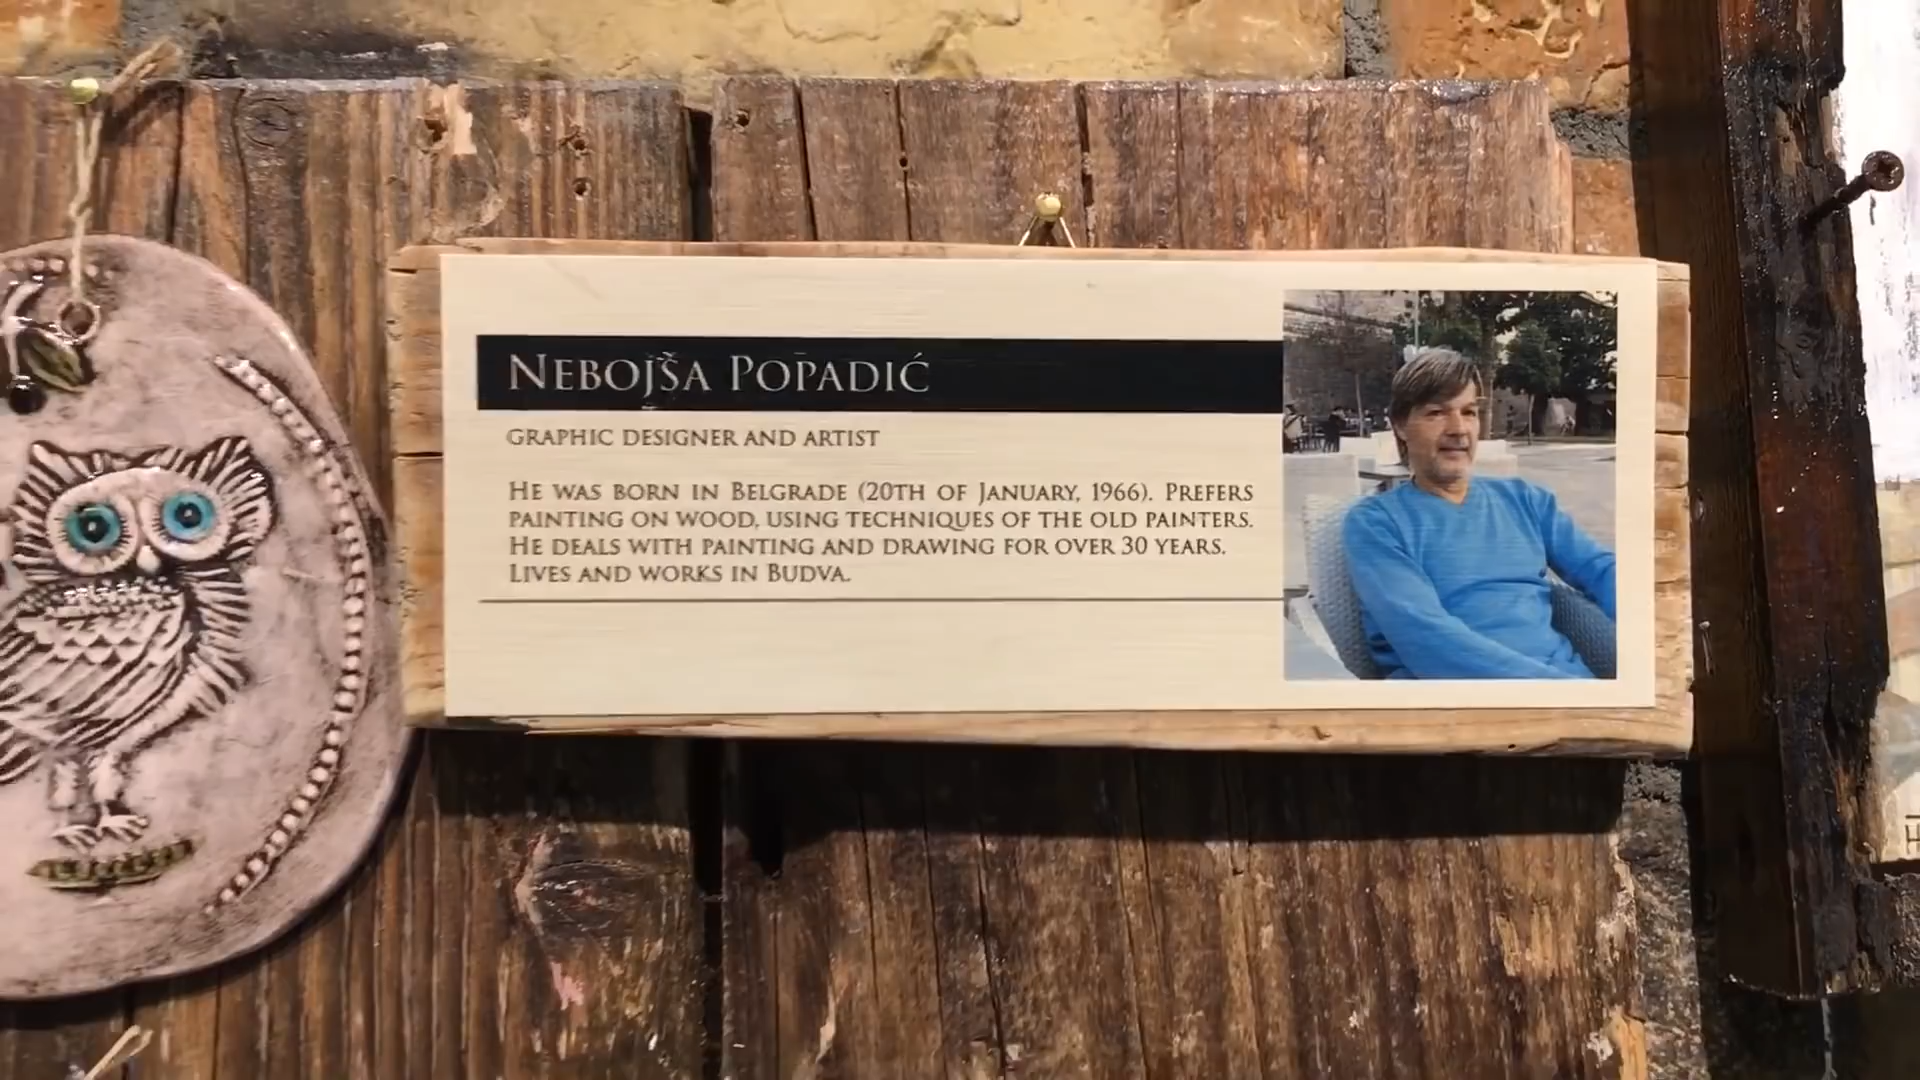 NEBOJŠA POPADIĆ
GRAPHIC DESIGNER AND ARTIST
HE WAS BORN IN BELGRADE (20TH OF JANUARY, 1966). PREFERS
PAINTING ON WOOD, USING TECHNIQUES OF THE OLD PAINTERS.
HE DEALS WITH PAINTING AND DRAWING FOR OVER 30 YEARS.
LIVES AND WORKS IN BUDVA.